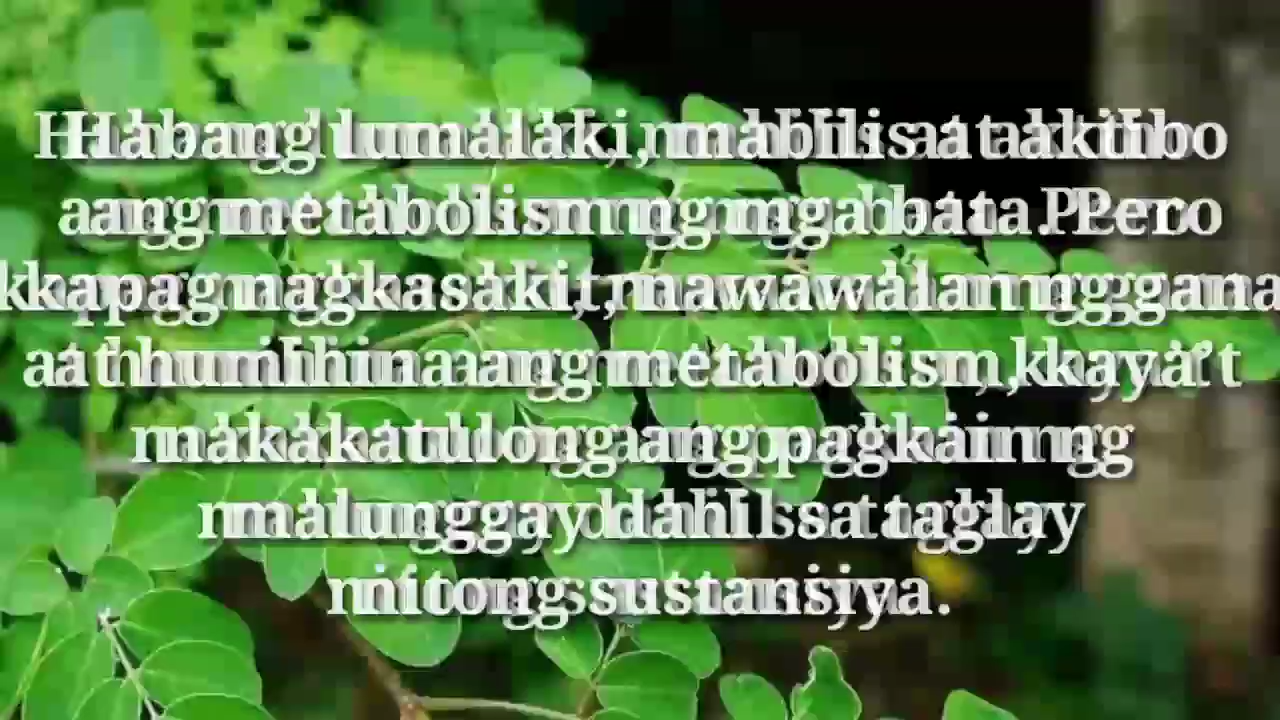 Habang lumalaki, mabilis at aktibo
ang metabolism ng mga bata. Pero
kapag nagkasakit, nawawalan ng gana
at humihina ang metabolism, kaya't
makakatulong ang pagkain ng
malunggay dahil sa taglay
nitong sustansiya.